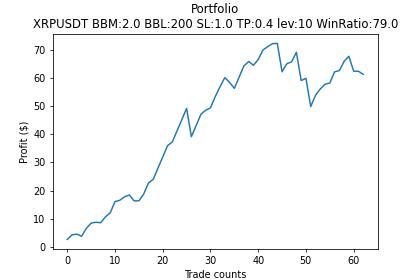 Portfolio
XRPUSDT BBM:2.0 BBL:200 SL:1.0 TP:0.4 lev:10 WinRatio:79.0
70
60
50
40
30
20
10
0
Profit ($)
0 10 20 30 40 50 60
Trade counts